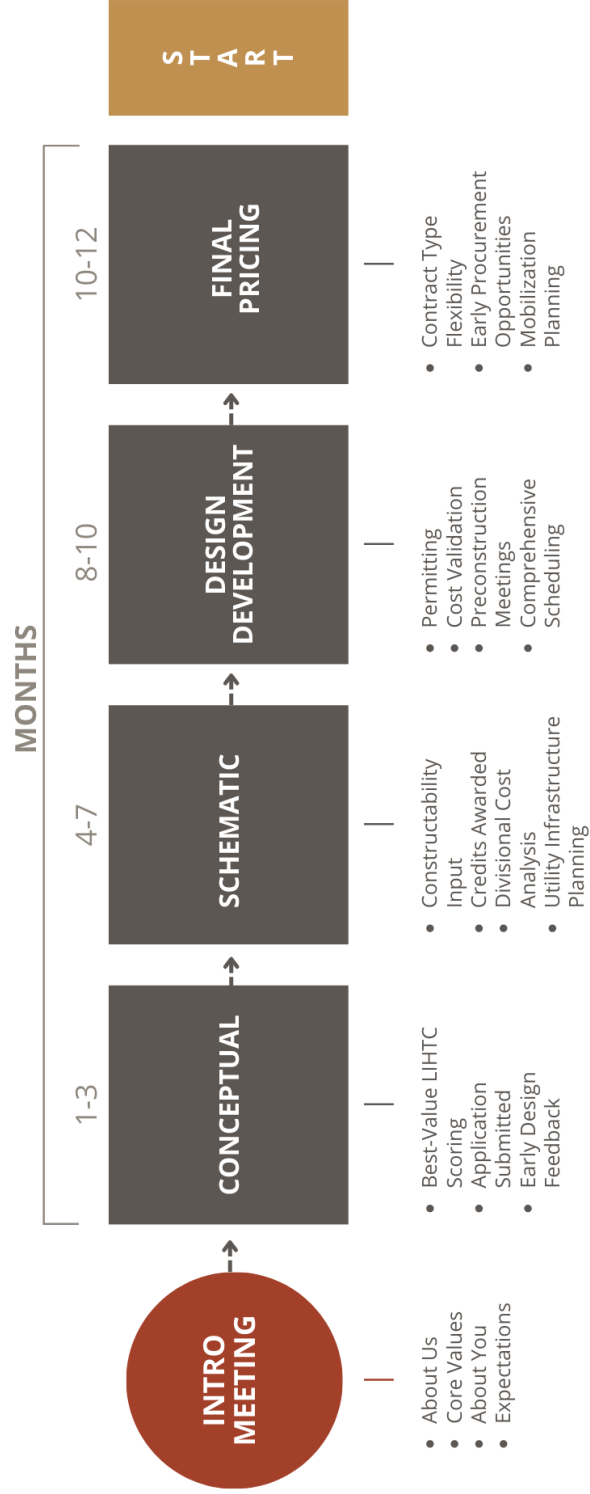 MONTHS
1-3
4-7
8-10
10-12
INTRO
MEETING
CONCEPTUAL
SCHEMATIC
DESIGN
DEVELOPMENT
FINAL
PRICING
START
• About Us
• Core Values
• About You
• Expectations
• Best-Value LIHTC
Scoring
• Application
Submitted
• Early Design
Feedback
• Constructability
Input
• Credits Awarded
• Divisional Cost
Analysis
• Utility Infrastructure
Planning
• Permitting
• Cost Validation
• Preconstruction
Meetings
• Comprehensive
Scheduling
• Contract Type
Flexibility
• Early Procurement
Opportunities
• Mobilization
Planning